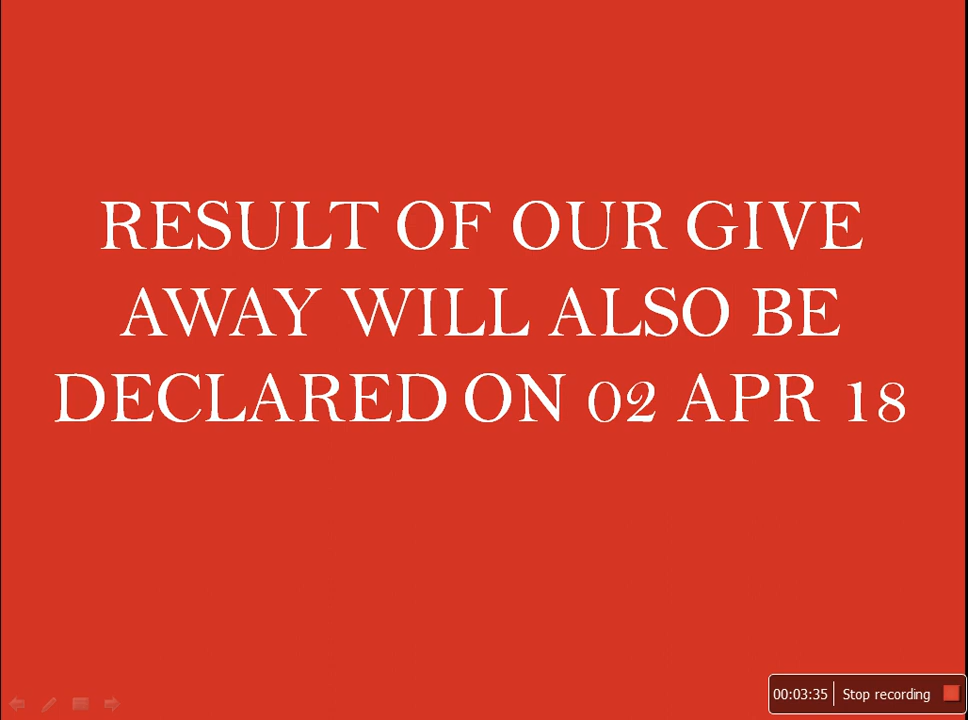 RESULT OF OUR GIVE
AWAY WILL ALSO BE
DECLARED ON 02 APR 18
00:03:35 Stop recording